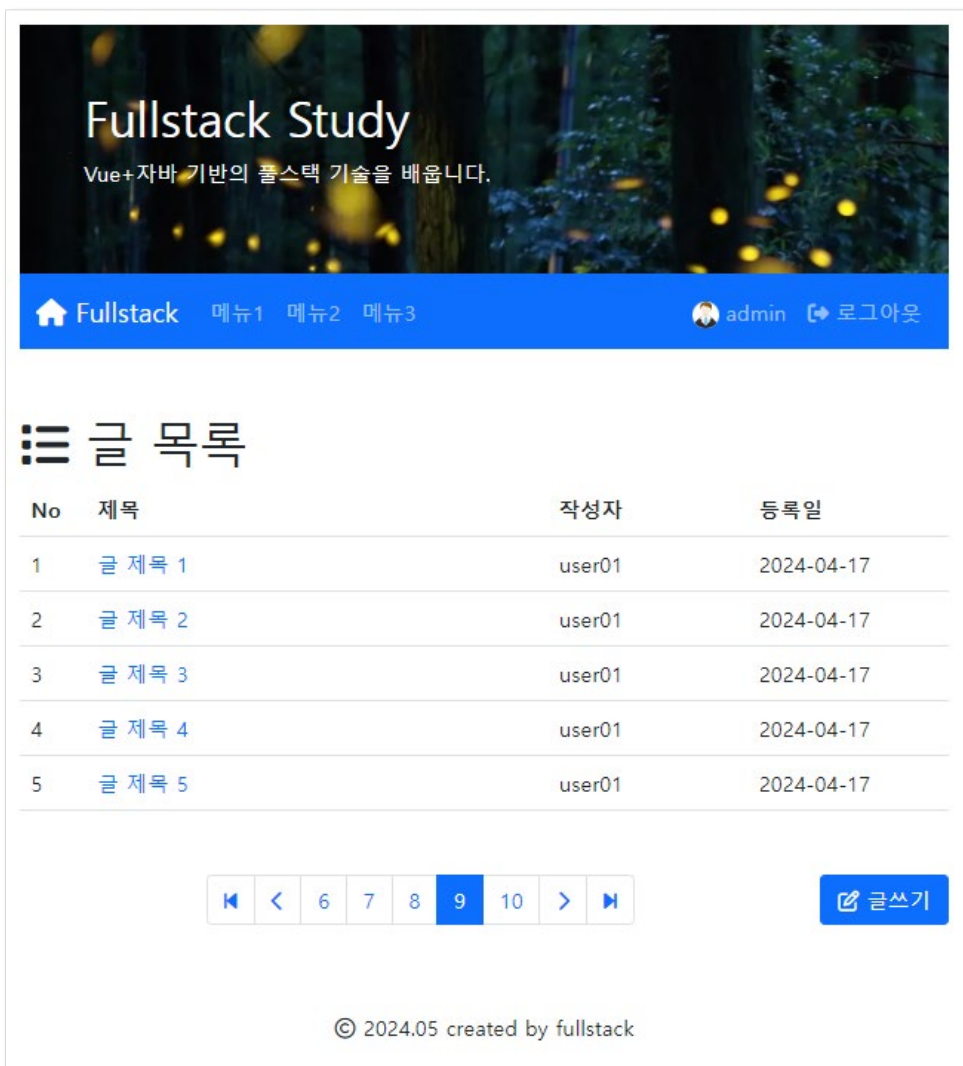 Fullstack Study
Vue+자바 기반의 풀스택 기술을 배웁니다.
Fullstack 메뉴1 메뉴2 메뉴3 admin 로그아웃
글 목록
No 제목 작성자 등록일
1 글 제목 1 user01 2024-04-17
2 글 제목 2 user01 2024-04-17
3 글 제목 3 user01 2024-04-17
4 글 제목 4 user01 2024-04-17
5 글 제목 5 user01 2024-04-17
6 7 8 9 10 글쓰기
© 2024.05 created by fullstack